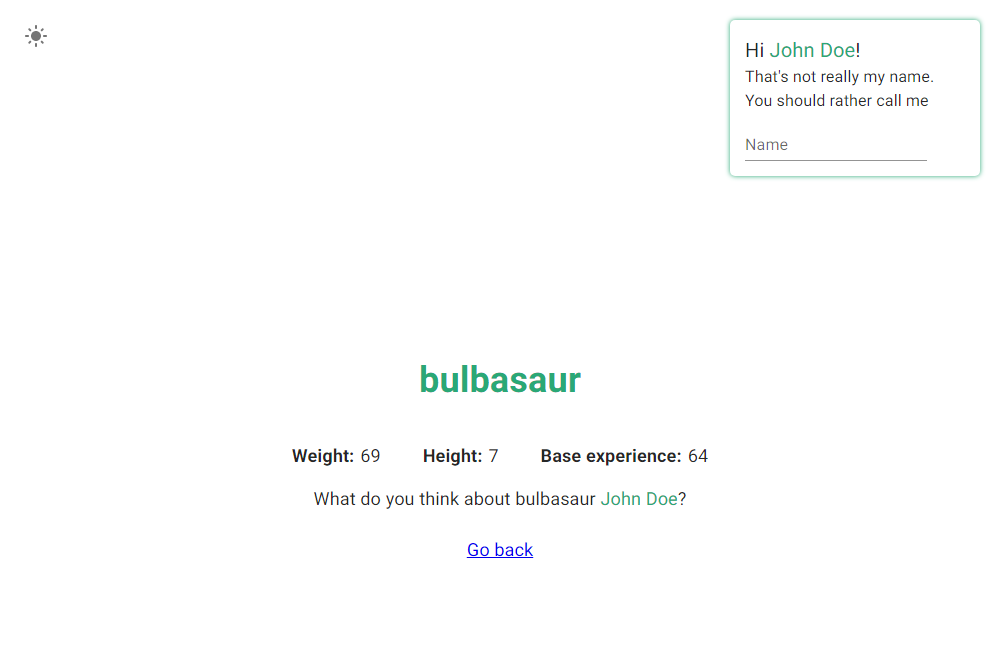 Hi John Doe!
That's not really my name.
You should rather call me
Name
bulbasaur
Weight: 69 Height: 7 Base experience: 64
What do you think about bulbasaur John Doe?
Go back